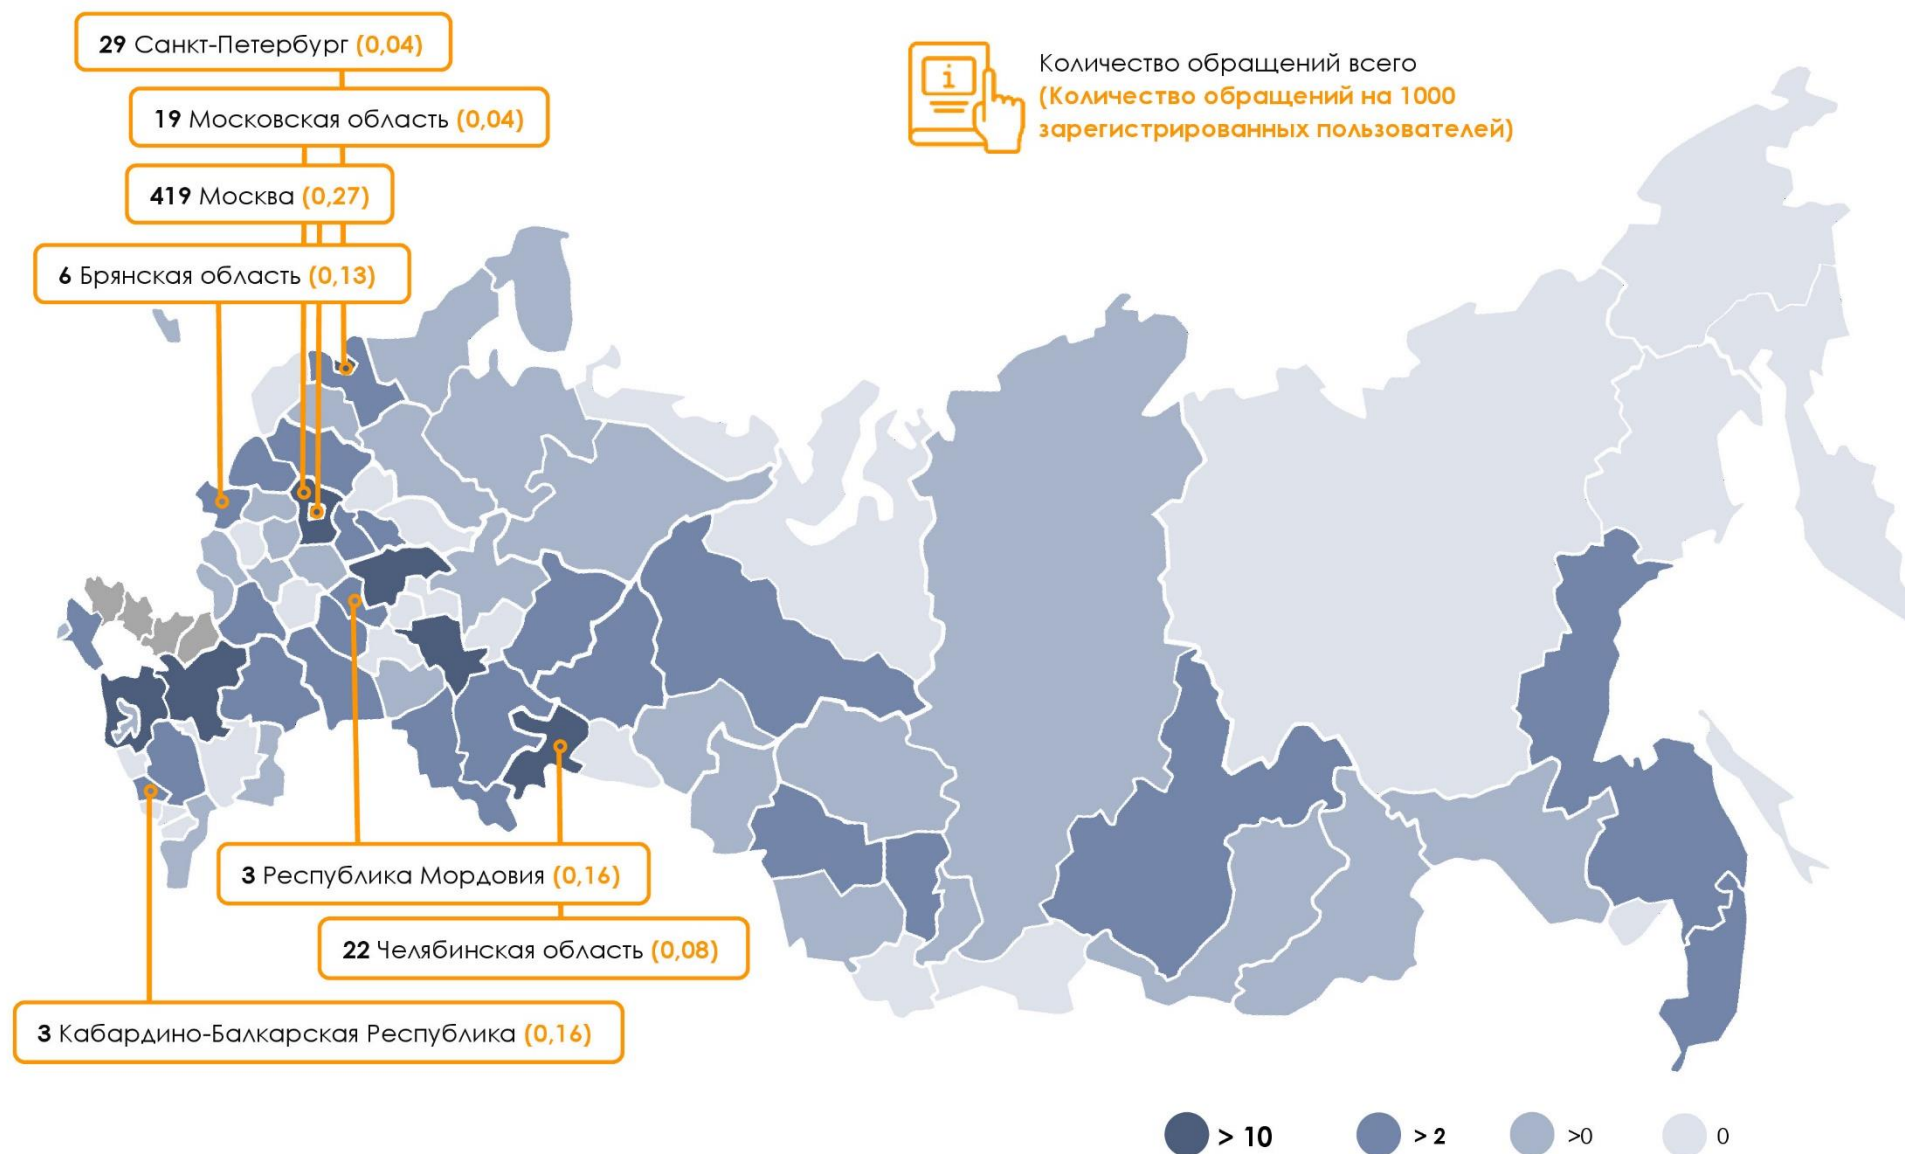 29 Санкт-Петербург (0,04)
19 Московская область (0,04)
419 Москва (0,27)
6 Брянская область (0,13)
i
Количество обращений всего
(Количество обращений на 1000
зарегистрированных пользователей)
3 Республика Мордовия (0,16)
22 Челябинская область (0,08)
3 Кабардино-Балкарская Республика (0,16)
> 10
> 2
>0
0